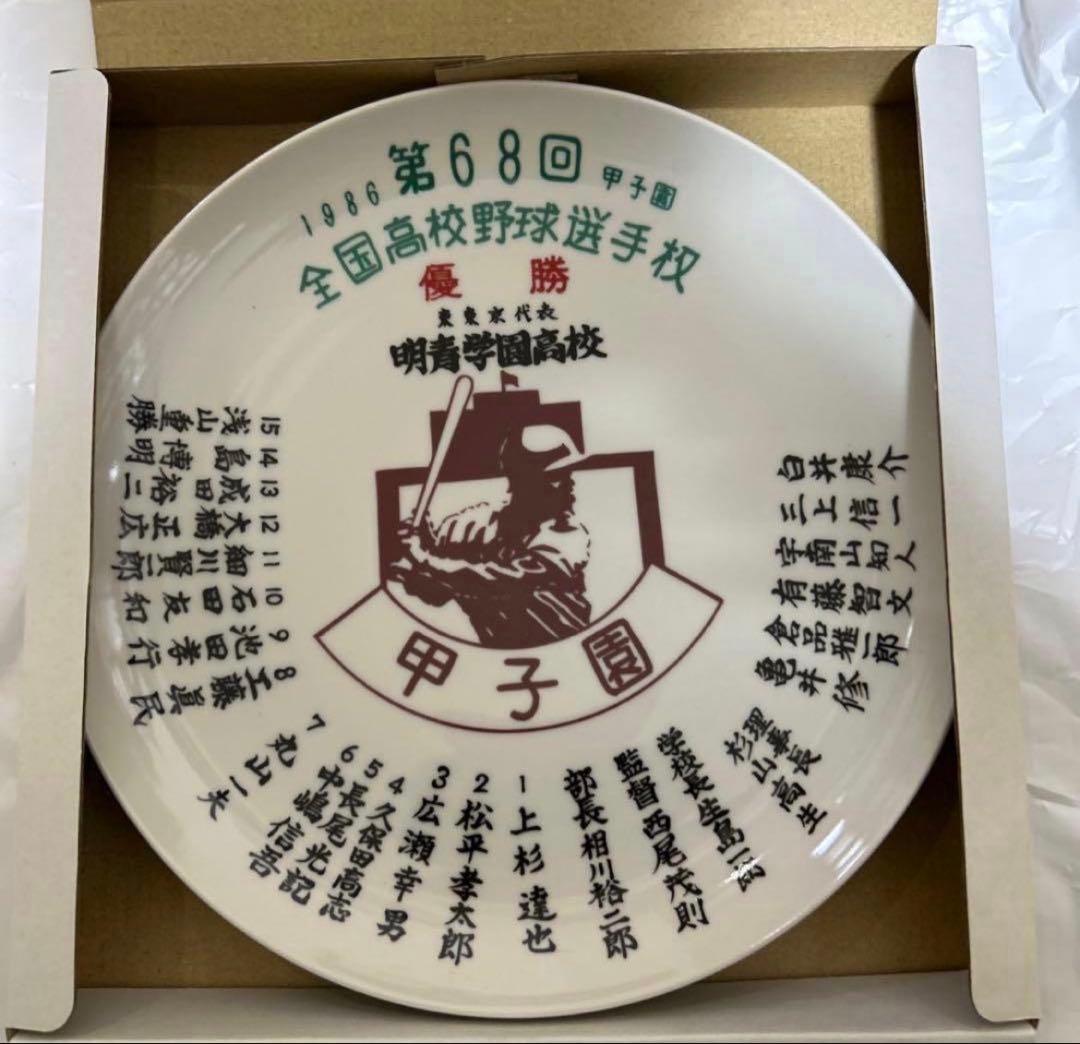 1986 第68回 甲子園
全国高校野球選手权
優勝
東東京代表
明青学園高校
甲子園
白井康介
三上信一
宇南山知人
有藤智文
倉品雅一郎
亀井修
理事長
杉山高生
学校長生島一郎
監督西尾茂則
部長相川裕二郎
1 上杉達也
2 松平孝太郎
3 広瀬幸男
4 久保田高志
5 長尾光記
6 中嶋信吾
7 丸山一夫
8 工藤眞民
9 池田孝行
10 石田友和
11 細川賢一郎
12 大橋正広
13 成田裕二
14 島博明
15 浅山重勝